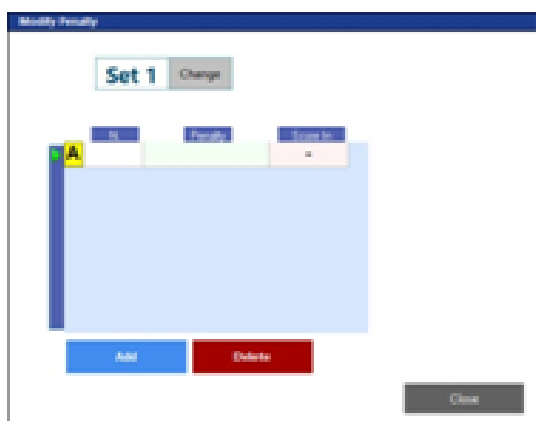 Modify Penalty
Set 1 Change
N. Penalty Score In
A
Add Delete
Close